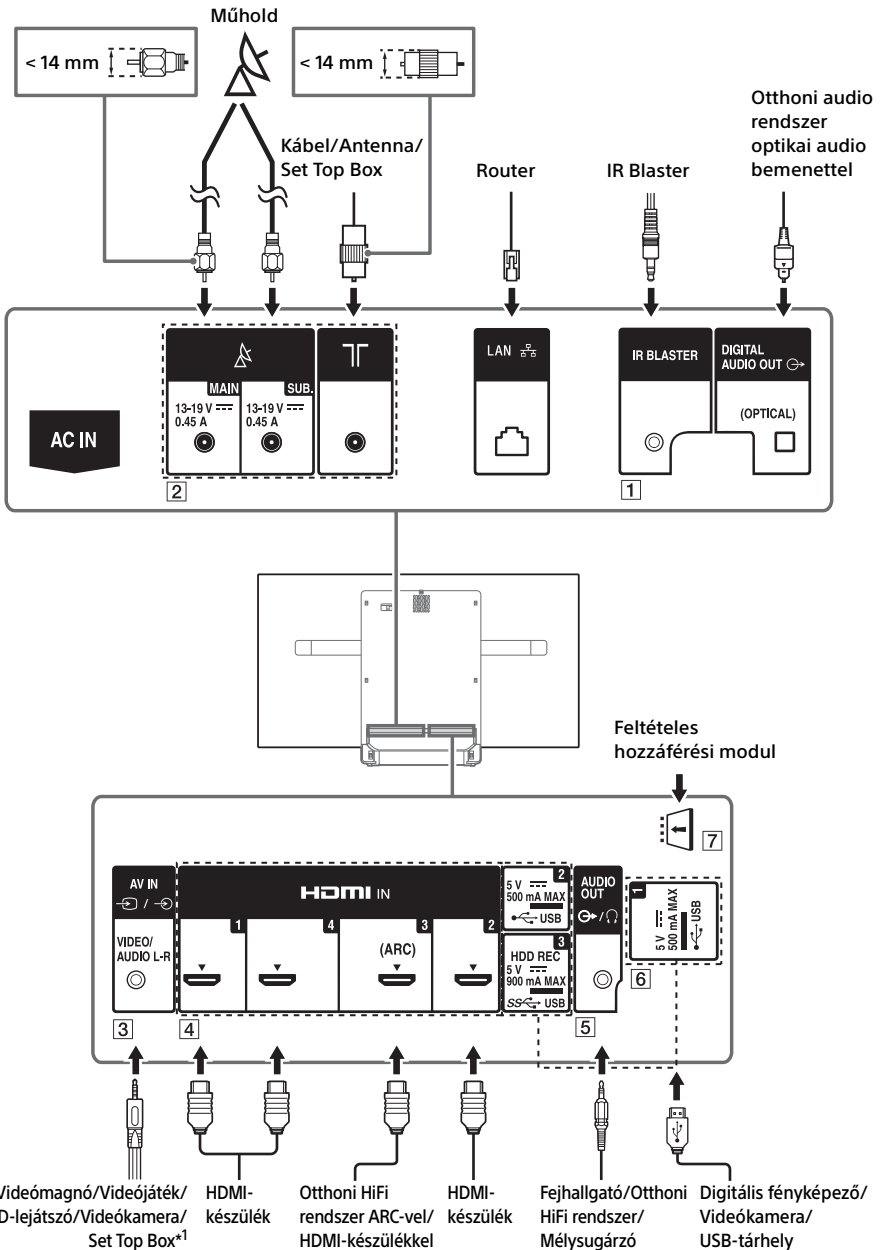 Műhold
< 14 mm
< 14 mm
Kábel/Antenna/
Set Top Box
Router
IR Blaster
Otthoni audio
rendszer
optikai audio
bemenettel
AC IN
MAIN
13-19 V
0.45 A
SUB.
13-19 V
0.45 A
2
LAN
IR BLASTER
1
DIGITAL
AUDIO OUT
(OPTICAL)
Feltételes
hozzáférési modul
7
AV IN
/
VIDEO/
AUDIO L-R
3
HDMI IN
1
4
3
(ARC)
2
4
2
5 V
500 mA MAX
USB
3
HDD REC
5 V
900 mA MAX
SS USB
AUDIO
OUT
/
5
1
5 V
500 mA MAX
USB
6
Videómagnó/Videójáték/
D-lejátszó/Videókamera/
Set Top Box*1
HDMI-
készülék
Otthoni HiFi
rendszer ARC-vel/
HDMI-készülékkel
HDMI-
készülék
Fejhallgató/Otthoni
HiFi rendszer/
Mélysugárzó
Digitális fényképező/
Videókamera/
USB-tárhely